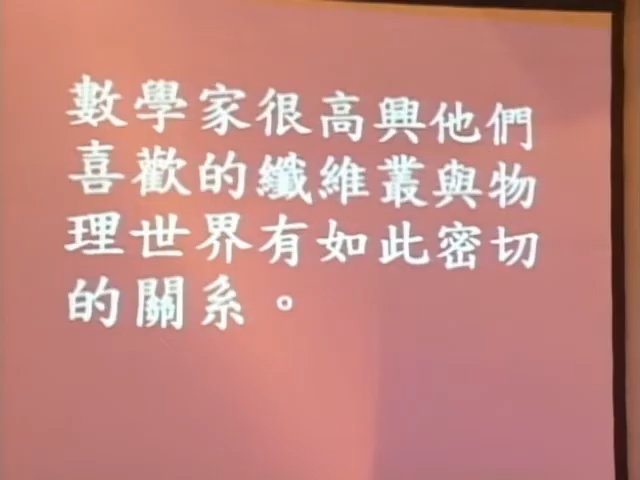 數學家很高興他們
喜歡的纖維叢與物
理世界有如此密切
的關系。